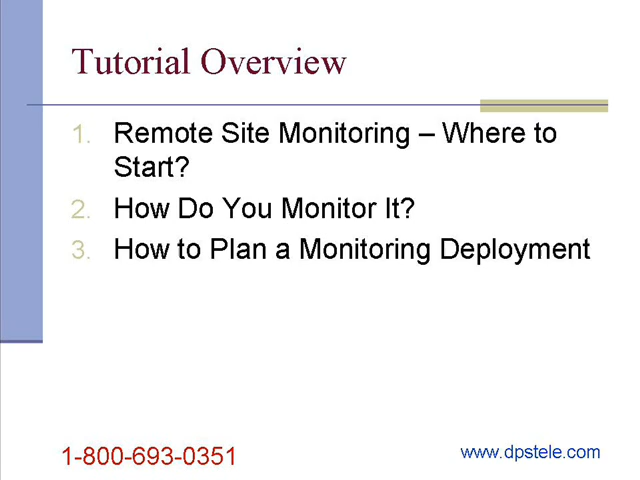 Tutorial Overview
1. Remote Site Monitoring – Where to
Start?
2. How Do You Monitor It?
3. How to Plan a Monitoring Deployment
1-800-693-0351
www.dpstele.com